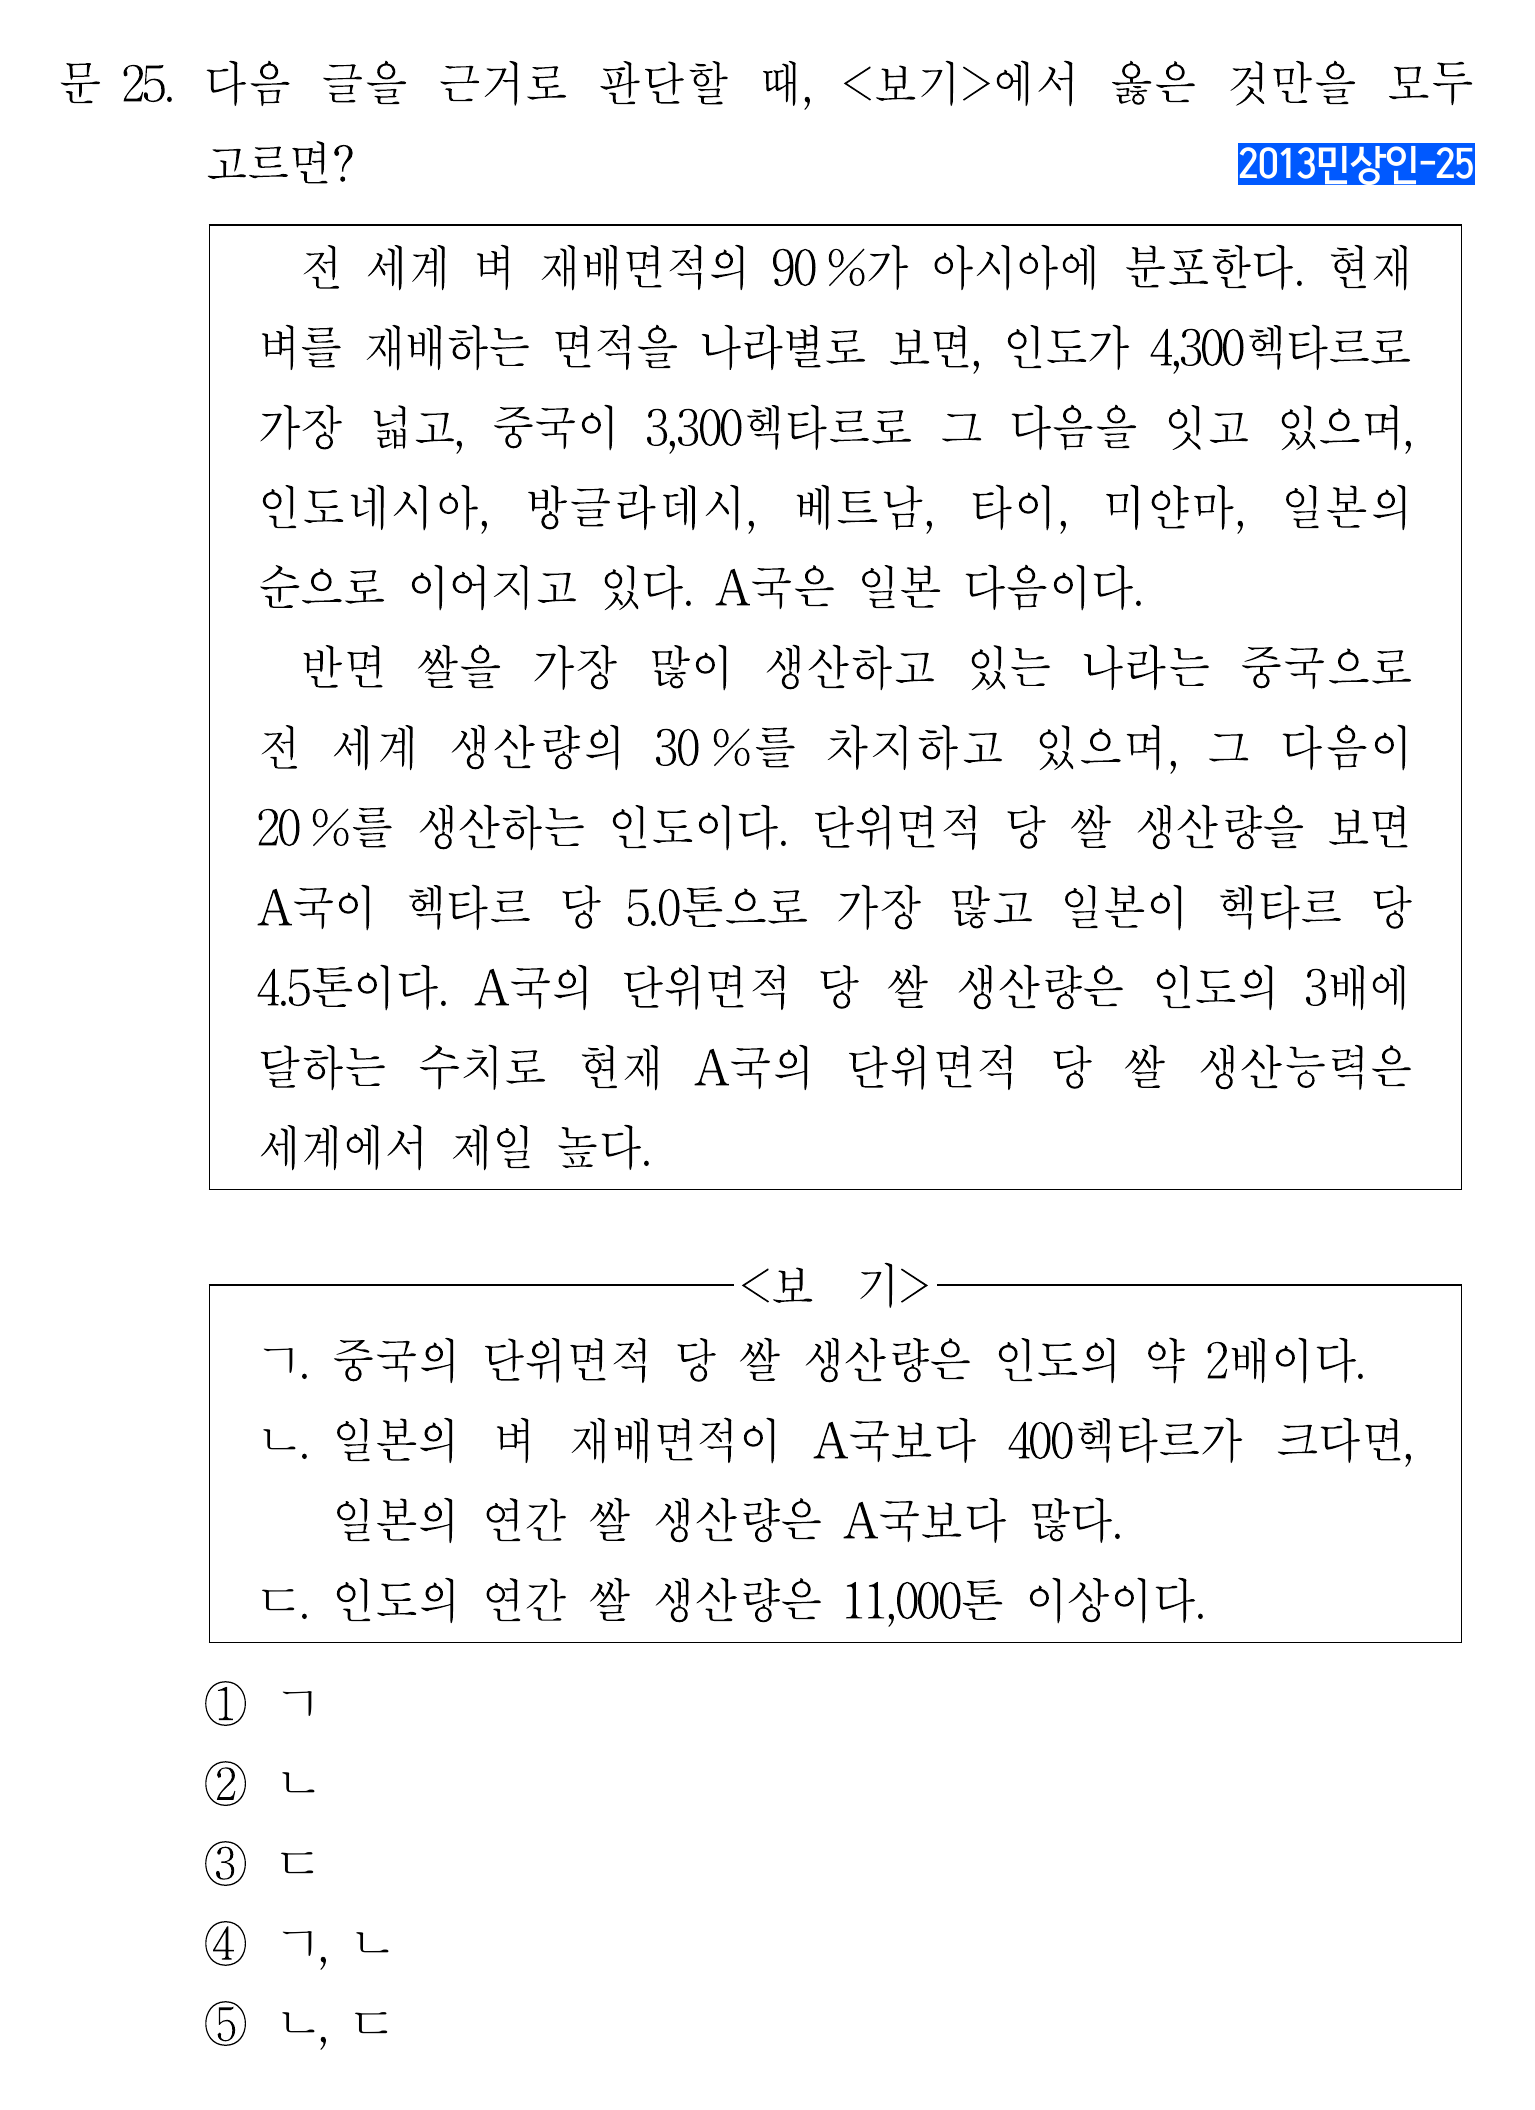 문 25. 다음 글을 근거로 판단할 때, <보기>에서 옳은 것만을 모두
고르면?
2013민상인-25
전 세계 벼 재배면적의 90 %가 아시아에 분포한다. 현재
벼를 재배하는 면적을 나라별로 보면, 인도가 4,300헥타르로
가장 넓고, 중국이 3,300헥타르로 그 다음을 잇고 있으며,
인도네시아, 방글라데시, 베트남, 타이, 미얀마, 일본의
순으로 이어지고 있다. A국은 일본 다음이다.
반면 쌀을 가장 많이 생산하고 있는 나라는 중국으로
전 세계 생산량의 30 %를 차지하고 있으며, 그 다음이
20 %를 생산하는 인도이다. 단위면적 당 쌀 생산량을 보면
A국이 헥타르 당 5.0톤으로 가장 많고 일본이 헥타르 당
4.5톤이다. A국의 단위면적 당 쌀 생산량은 인도의 3배에
달하는 수치로 현재 A국의 단위면적 당 쌀 생산능력은
세계에서 제일 높다.
<보 기>
ㄱ. 중국의 단위면적 당 쌀 생산량은 인도의 약 2배이다.
ㄴ. 일본의 벼 재배면적이 A국보다 400헥타르가 크다면,
일본의 연간 쌀 생산량은 A국보다 많다.
ㄷ. 인도의 연간 쌀 생산량은 11,000톤 이상이다.
① ㄱ
② ㄴ
③ ㄷ
④ ㄱ, ㄴ
⑤ ㄴ, ㄷ